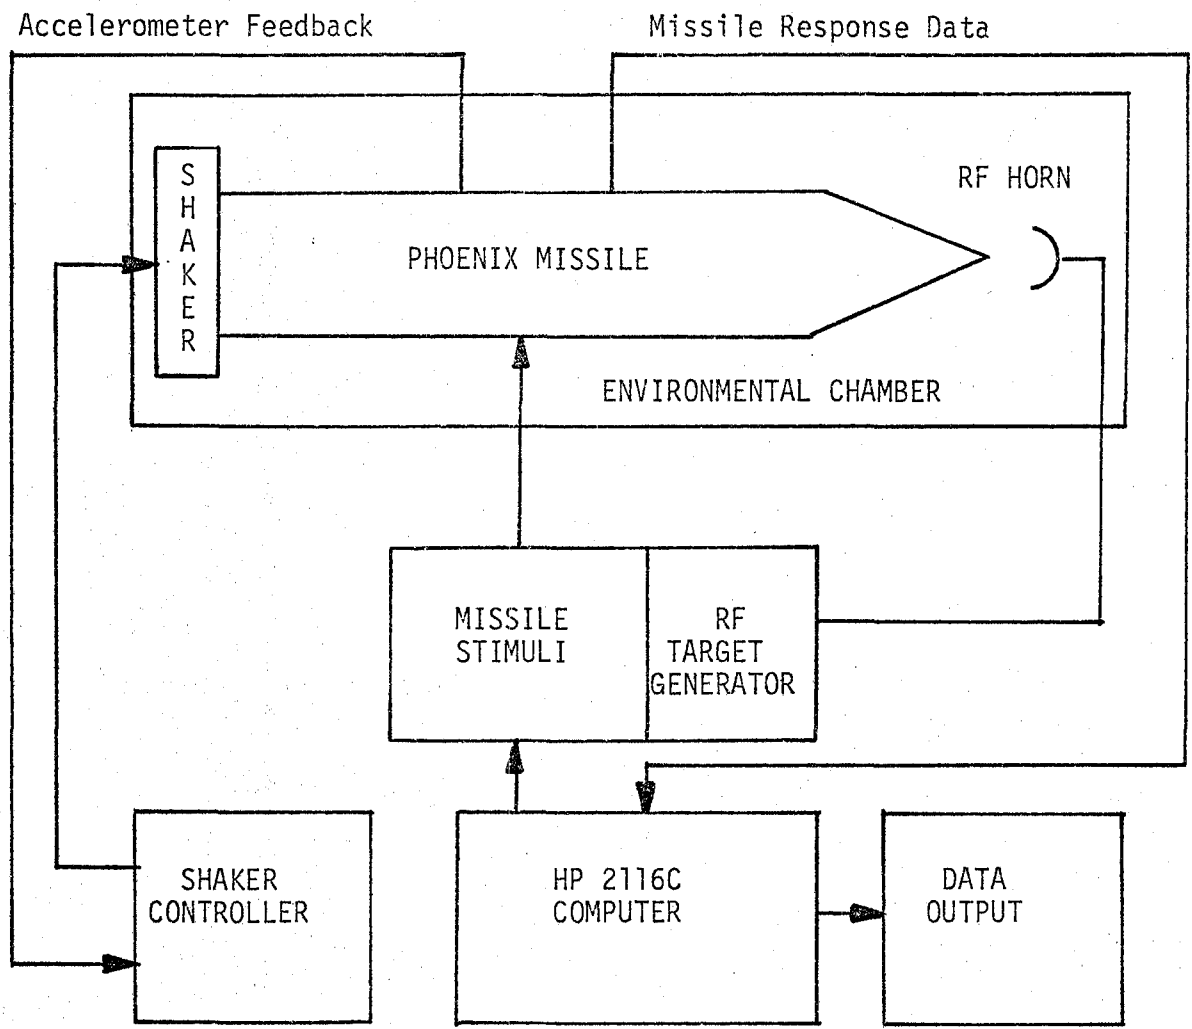 Accelerometer Feedback
Missile Response Data
SHAKER
RF HORN
PHOENIX MISSILE
ENVIRONMENTAL CHAMBER
MISSILE
STIMULI
RF
TARGET
GENERATOR
SHAKER
CONTROLLER
HP 2116C
COMPUTER
DATA
OUTPUT